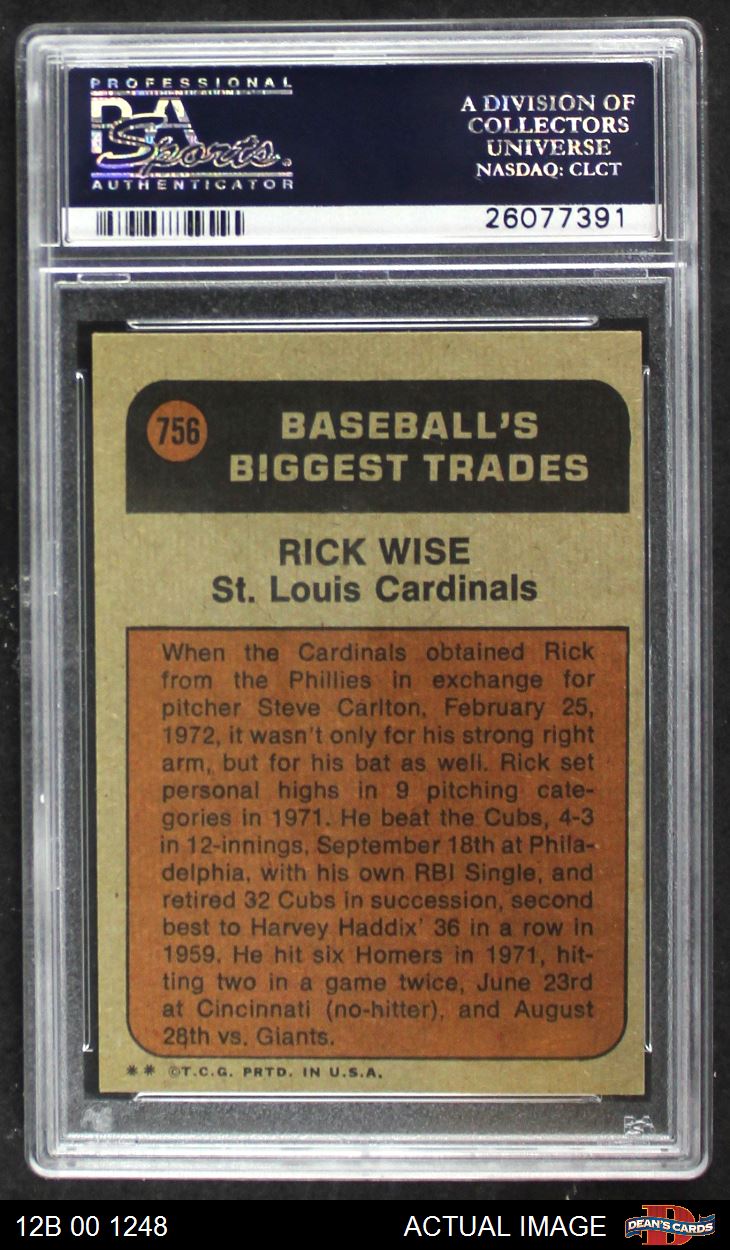 PROFESSIONAL
PSA
Sports
AUTHENTICATOR
A DIVISION OF
COLLECTORS
UNIVERSE
NASDAQ: CLCT
26077391
756
BASEBALL'S
BIGGEST TRADES
RICK WISE
St. Louis Cardinals
When the Cardinals obtained Rick
from the Phillies in exchange for
pitcher Steve Carlton, February 25,
1972, it wasn't only for his strong right
arm, but for his bat as well. Rick set
personal highs in 9 pitching cate-
gories in 1971. He beat the Cubs, 4-3
in 12-innings, September 18th at Phila-
delphia, with his own RBI Single, and
retired 32 Cubs in succession, second
best to Harvey Haddix' 36 in a row in
1959. He hit six Homers in 1971, hit-
ting two in a game twice, June 23rd
at Cincinnati (no-hitter), and August
28th vs. Giants.
** ©T.C.G. PRTD. IN U.S.A.
PSA
12B 00 1248
ACTUAL IMAGE
DEAN'S CARDS